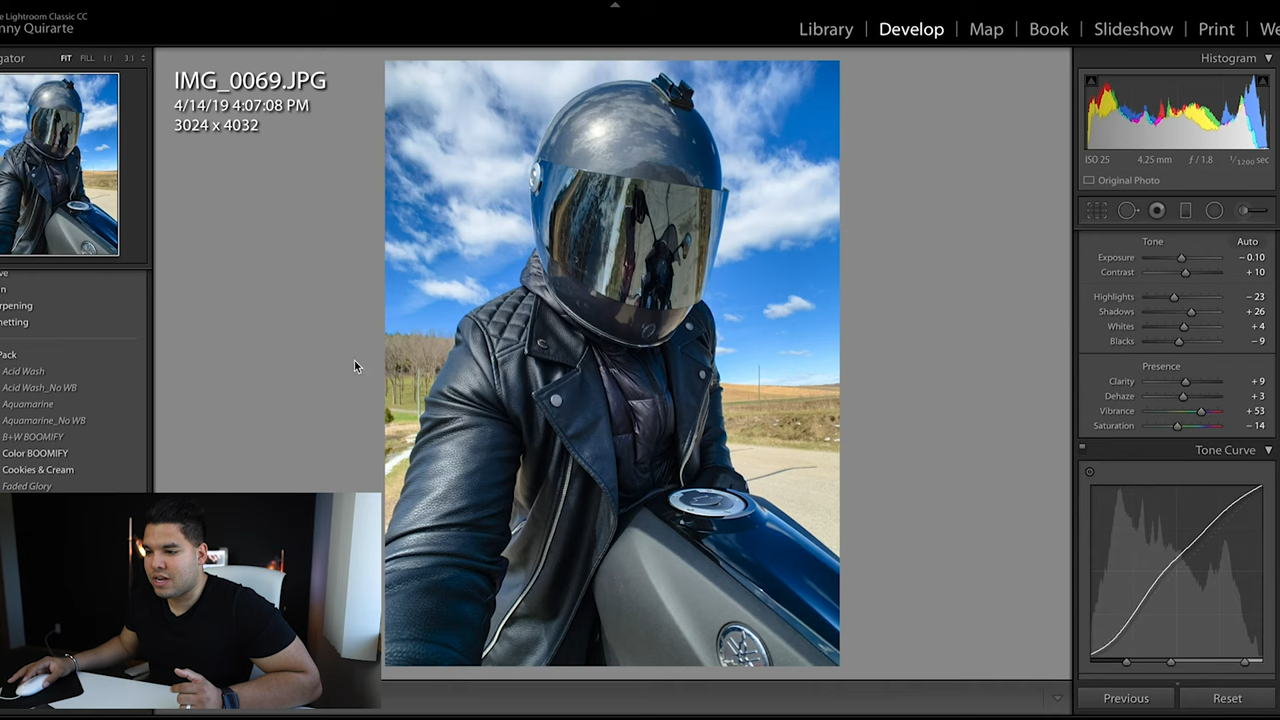 e Lightroom Classic CC
nny Quirarte
Library | Develop | Map | Book | Slideshow | Print | We
gator FIT FILL 1:1 3:1
IMG_0069.JPG
4/14/19 4:07:08 PM
3024 x 4032
ve
n
rpening
netting
Pack
Acid Wash
Acid Wash_No WB
Aquamarine
Aquamarine_No WB
B+W BOOMIFY
Color BOOMIFY
Cookies & Cream
Faded Glory
Histogram
ISO 25 4.25 mm ƒ / 1.8 1/1200 sec
Original Photo
Tone Auto
Exposure – 0.10
Contrast + 10
Highlights – 23
Shadows + 26
Whites + 4
Blacks – 9
Presence
Clarity + 9
Dehaze + 3
Vibrance + 53
Saturation – 14
Tone Curve
Previous Reset